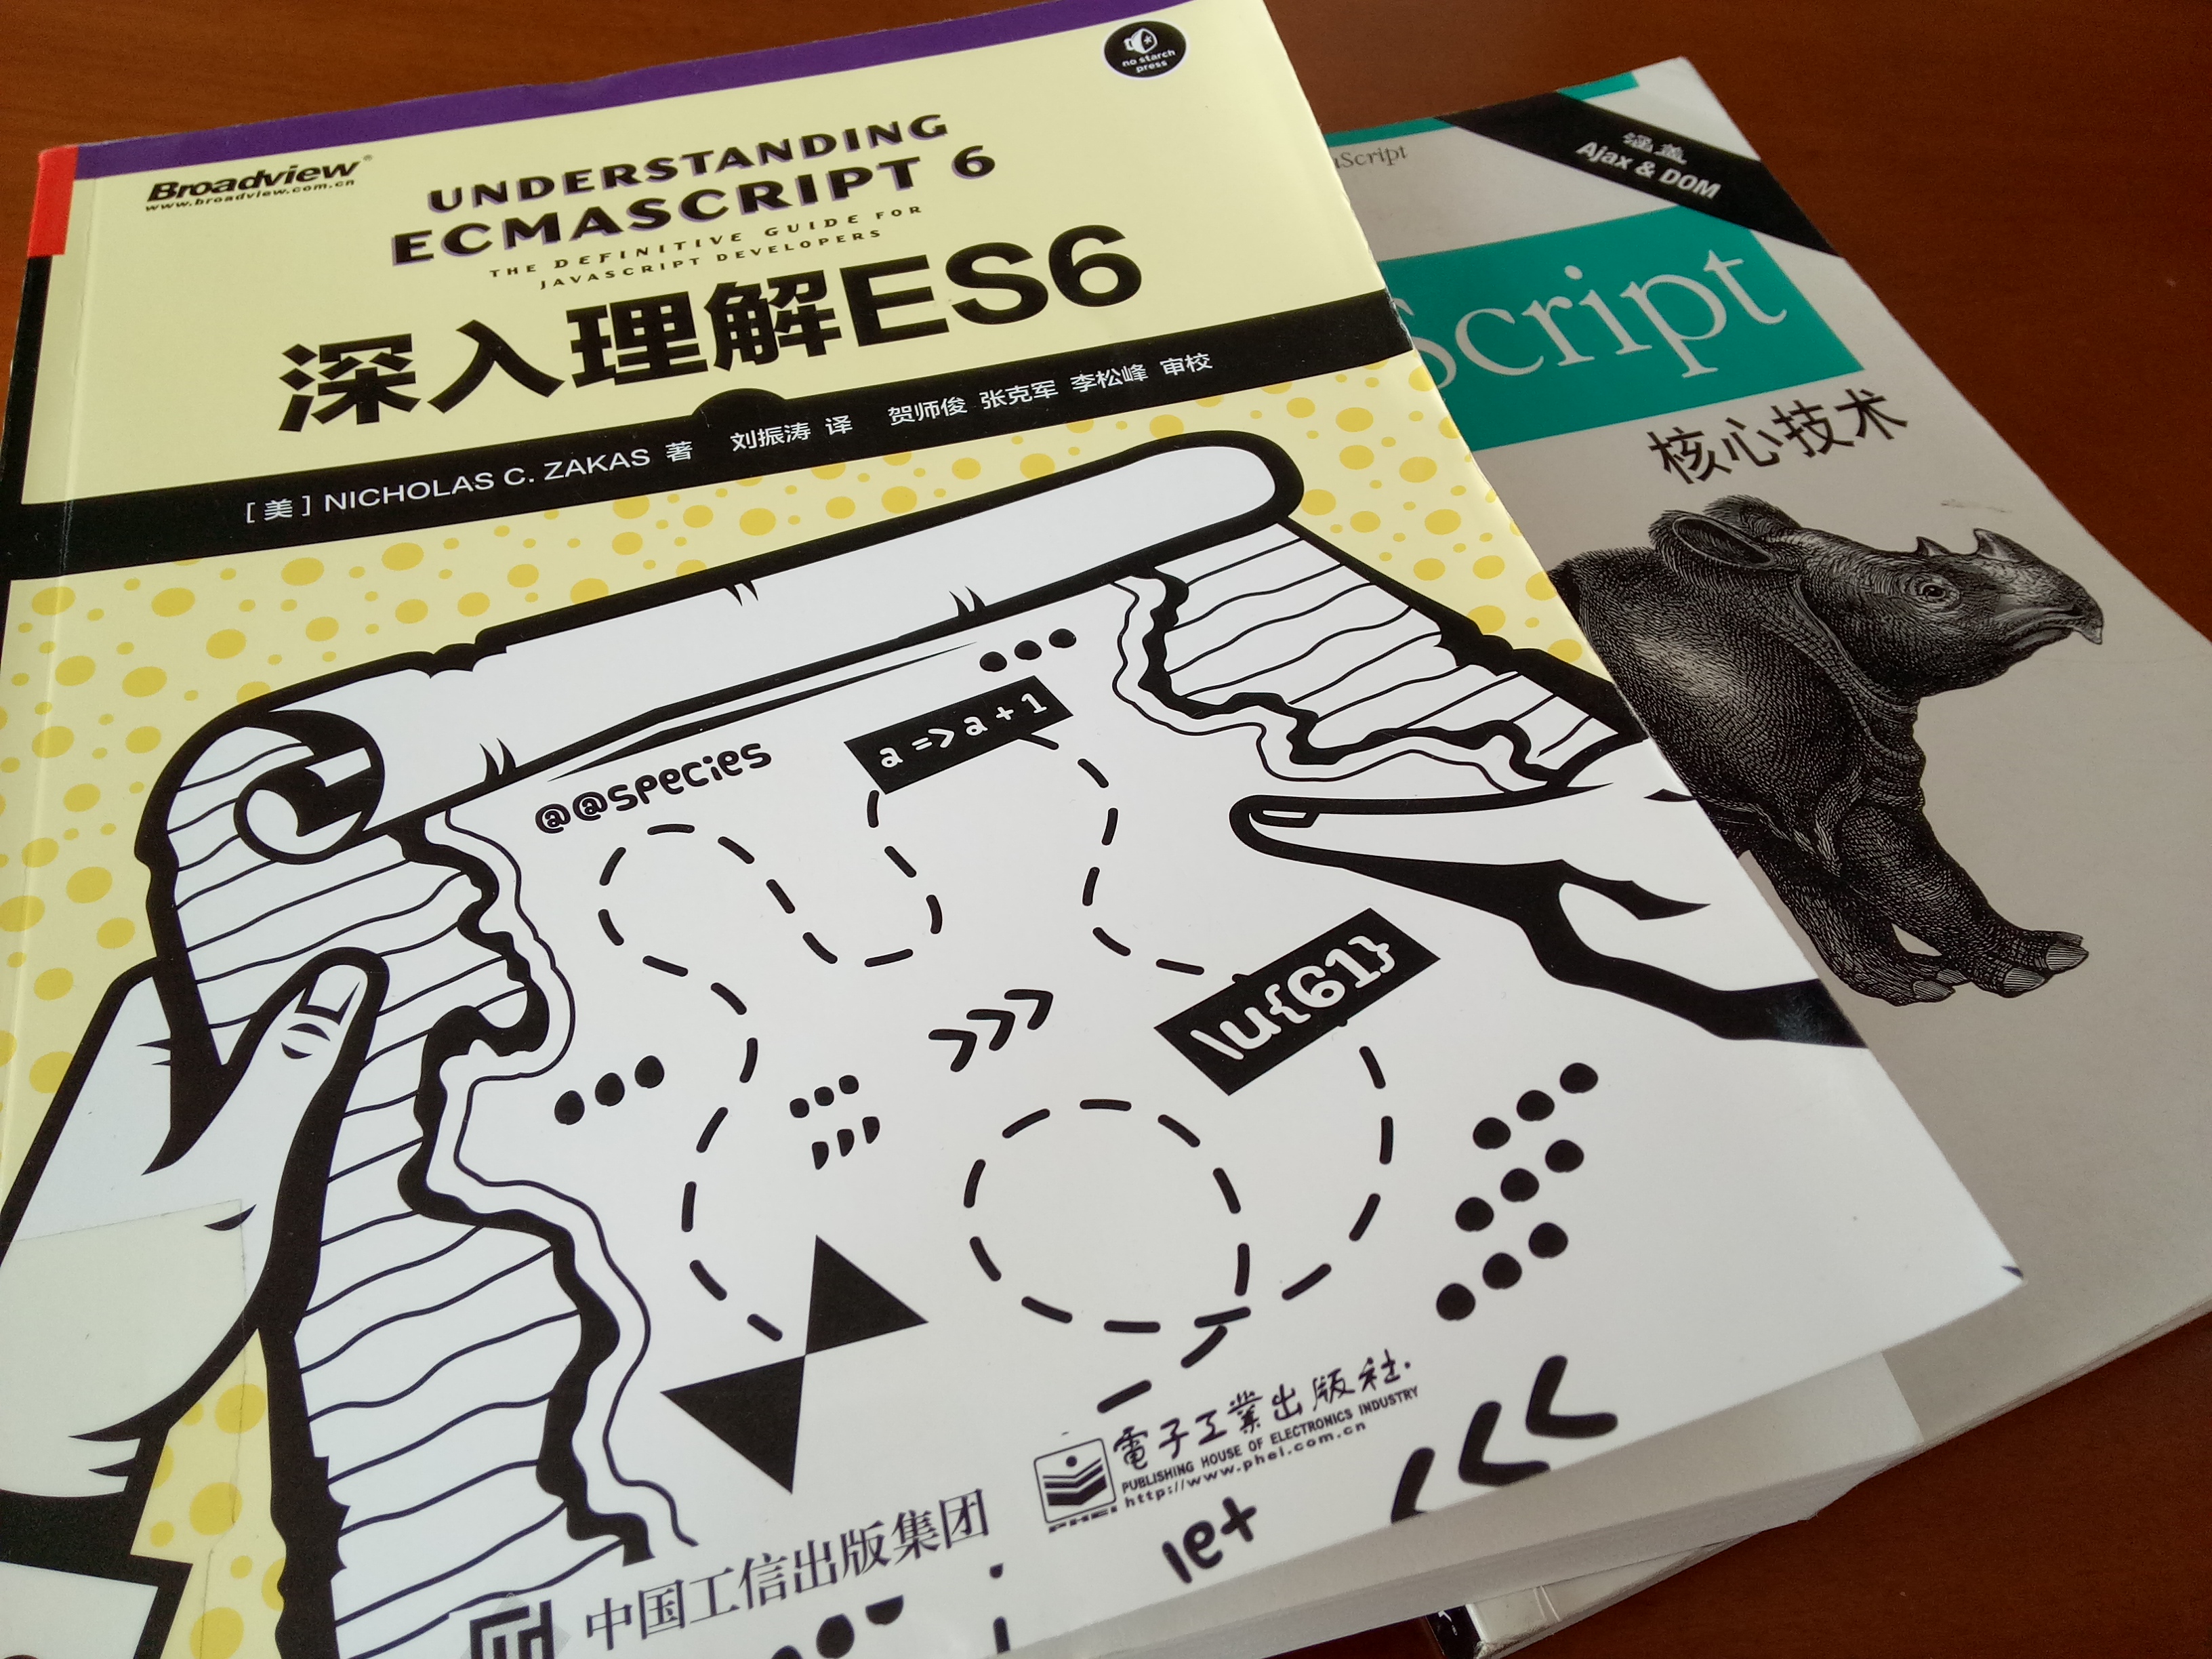 no starch
press
Broadview®
www.broadview.com.cn
UNDERSTANDING
ECMASCRIPT 6
THE DEFINITIVE GUIDE FOR
JAVASCRIPT DEVELOPERS
深入理解ES6
[美] NICHOLAS C. ZAKAS 著 刘振涛 译 贺师俊 张克军 李松峰 审校
@@species
a => a + 1
\u{61}
電子工業出版社.
PUBLISHING HOUSE OF ELECTRONICS INDUSTRY
http://www.phei.com.cn
PHEI
let
中国工信出版集团
aScript
涵盖
Ajax & DOM
Script
核心技术